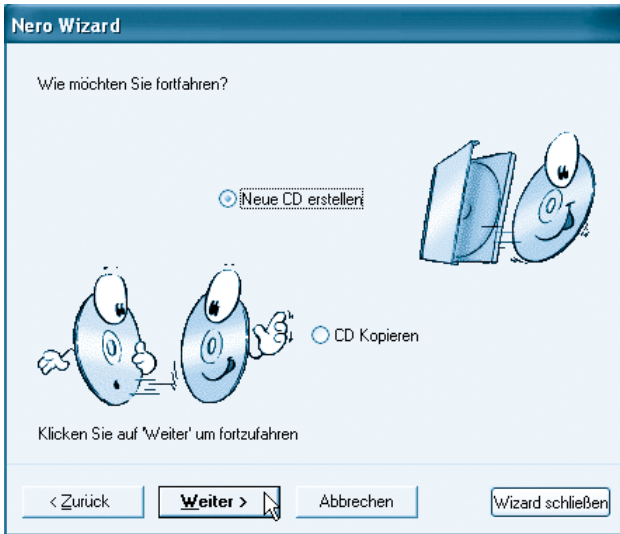 Nero Wizard
Wie möchten Sie fortfahren?
Neue CD erstellen
CD Kopieren
Klicken Sie auf 'Weiter' um fortzufahren
< Zurück
Weiter >
Abbrechen
Wizard schließen